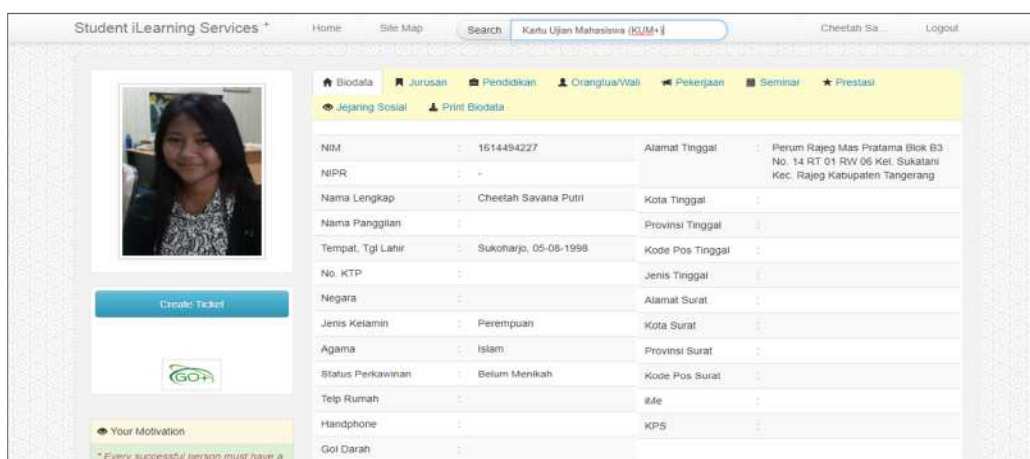 Student iLearning Services +
Home Site Map Search Kartu Ujian Mahasiswa (KUM+) Cheetah Sa... Logout
Biodata Jurusan Pendidikan Orangtua/Wali Pekerjaan Seminar Prestasi
Jejaring Sosial Print Biodata
NIM : 1614494227
NIPR : -
Nama Lengkap : Cheetah Savana Putri
Nama Panggilan :
Tempat, Tgl Lahir : Sukoharjo, 05-08-1998
No. KTP :
Negara :
Jenis Kelamin : Perempuan
Agama : Islam
Status Perkawinan : Belum Menikah
Telp Rumah :
Handphone :
Gol Darah :
Alamat Tinggal : Perum Rajeg Mas Pratama Blok B3
No. 14 RT 01 RW 06 Kel. Sukatani
Kec. Rajeg Kabupaten Tangerang
Kota Tinggal :
Provinsi Tinggal :
Kode Pos Tinggal :
Jenis Tinggal :
Alamat Surat :
Kota Surat :
Provinsi Surat :
Kode Pos Surat :
iMe :
KPS :
Create Ticket
GO+
Your Motivation
* Every successful person must have a